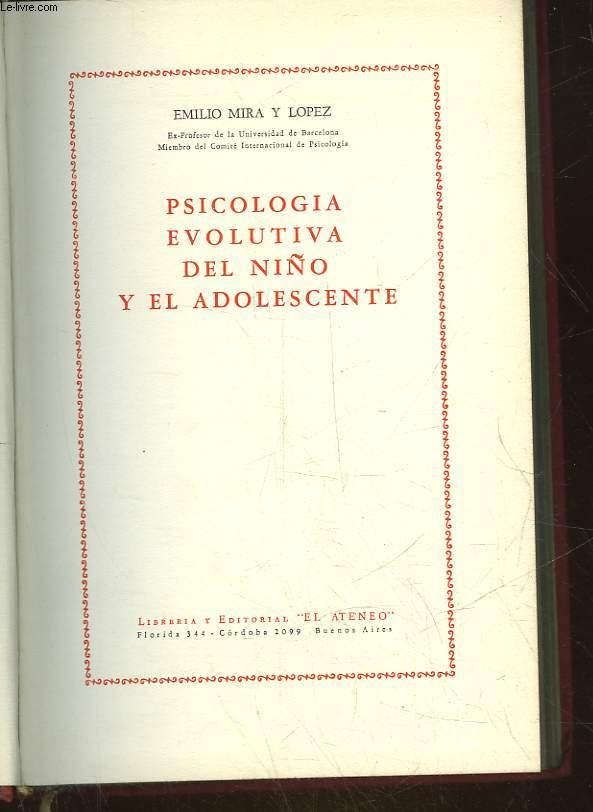 Le-livre.com
EMILIO MIRA Y LOPEZ
Ex-Profesor de la Universidad de Barcelona
Miembro del Comité Internacional de Psicología
PSICOLOGIA
EVOLUTIVA
DEL NIÑO
Y EL ADOLESCENTE
LIBRERIA Y EDITORIAL "EL ATENEO"
Florida 344 - Córdoba 2099 Buenos Aires